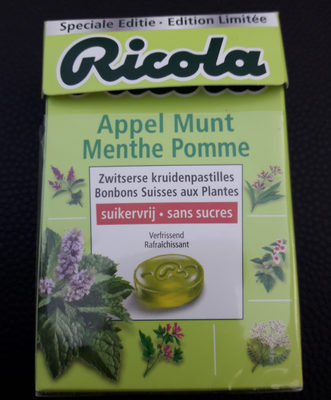 Speciale Editie · Edition Limitée
Ricola
Appel Munt
Menthe Pomme
Zwitserse kruidenpastilles
Bonbons Suisses aux Plantes
suikervrij · sans sucres
Verfrissend
Rafraîchissant